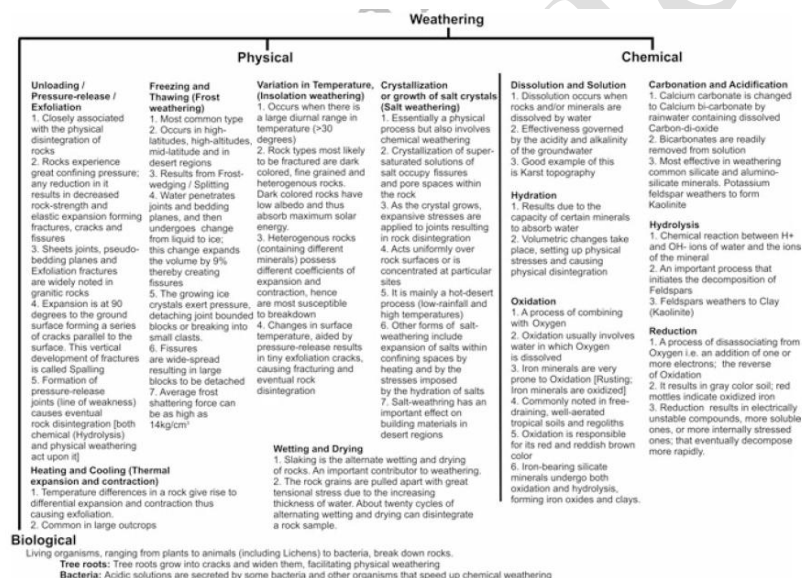 Weathering
Physical
Chemical
Unloading /
Pressure-release /
Exfoliation
1. Closely associated
with the physical
disintegration of
rocks
2. Rocks experience
great confining pressure;
any reduction in it
results in decreased
rock-strength and
elastic expansion forming
fractures, cracks and
fissures
3. Sheets joints, pseudo-
bedding planes and
Exfoliation fractures
are widely noted in
granitic rocks
4. Expansion is at 90
degrees to the ground
surface forming a series
of cracks parallel to the
surface. This vertical
development of fractures
is called Spalling
5. Formation of
pressure-release
joints (line of weakness)
causes eventual
rock disintegration [both
chemical (Hydrolysis)
and physical weathering
act upon it]
Heating and Cooling (Thermal
expansion and contraction)
1. Temperature differences in a rock give rise to
differential expansion and contraction thus
causing exfoliation.
2. Common in large outcrops
Freezing and
Thawing (Frost
weathering)
1. Most common type
2. Occurs in high-
latitudes, high-altitudes,
mid-latitude and in
desert regions
3. Results from Frost-
wedging / Splitting
4. Water penetrates
joints and bedding
planes, and then
undergoes change
from liquid to ice;
this change expands
the volume by 9%
thereby creating
fissures
5. The growing ice
crystals exert pressure,
detaching joint bounded
blocks or breaking into
small clasts.
6. Fissures
are wide-spread
resulting in large
blocks to be detached
7. Average frost
shattering force can
be as high as
14kg/cm²
Variation in Temperature,
(Insolation weathering)
1. Occurs when there is
a large diurnal range in
temperature (>30
degrees)
2. Rock types most likely
to be fractured are dark
colored, fine grained and
heterogenous rocks.
Dark colored rocks have
low albedo and thus
absorb maximum solar
energy.
3. Heterogenous rocks
(containing different
minerals) possess
different coefficients of
expansion and
contraction, hence
are most susceptible
to breakdown
4. Changes in surface
temperature, aided by
pressure-release results
in tiny exfoliation cracks,
causing fracturing and
eventual rock
disintegration
Crystallization
or growth of salt crystals
(Salt weathering)
1. Essentially a physical
process but also involves
chemical weathering
2. Crystallization of super-
saturated solutions of
salt occupy fissures
and pore spaces within
the rock
3. As the crystal grows,
expansive stresses are
applied to joints resulting
in rock disintegration
4. Acts uniformly over
rock surfaces or is
concentrated at particular
sites
5. It is mainly a hot-desert
process (low-rainfall and
high temperatures)
6. Other forms of salt-
weathering include
expansion of salts within
confining spaces by
heating and by the
stresses imposed
by the hydration of salts
7. Salt-weathring has an
important effect on
building materials in
desert regions
Wetting and Drying
1. Slaking is the alternate wetting and drying
of rocks. An important contributor to weathering.
2. The rock grains are pulled apart with great
tensional stress due to the increasing
thickness of water. About twenty cycles of
alternating wetting and drying can disintegrate
a rock sample.
Dissolution and Solution
1. Dissolution occurs when
rocks and/or minerals are
dissolved by water
2. Effectiveness governed
by the acidity and alkalinity
of the groundwater
3. Good example of this
is Karst topography
Hydration
1. Results due to the
capacity of certain minerals
to absorb water
2. Volumetric changes take
place, setting up physical
stresses and causing
physical disintegration
Oxidation
1. A process of combining
with Oxygen
2. Oxidation usually involves
water in which Oxygen
is dissolved
3. Iron minerals are very
prone to Oxidation [Rusting;
Iron minerals are oxidized]
4. Commonly noted in free-
draining, well-aerated
tropical soils and regoliths
5. Oxidation is responsible
for its red and reddish brown
color
6. Iron-bearing silicate
minerals undergo both
oxidation and hydrolysis,
forming iron oxides and clays.
Carbonation and Acidification
1. Calcium carbonate is changed
to Calcium bi-carbonate by
rainwater containing dissolved
Carbon-di-oxide
2. Bicarbonates are readily
removed from solution
3. Most effective in weathering
common silicate and alumino-
silicate minerals. Potassium
feldspar weathers to form
Kaolinite
Hydrolysis
1. Chemical reaction between H+
and OH- ions of water and the ions
of the mineral
2. An important process that
initiates the decomposition of
Feldspars
3. Feldspars weathers to Clay
(Kaolinite)
Reduction
1. A process of disassociating from
Oxygen i.e. an addition of one or
more electrons; the reverse
of Oxidation
2. It results in gray color soil; red
mottles indicate oxidized iron
3. Reduction results in electrically
unstable compounds, more soluble
ones, or more internally stressed
ones; that eventually decompose
more rapidly.
Biological
Living organisms, ranging from plants to animals (including Lichens) to bacteria, break down rocks.
Tree roots: Tree roots grow into cracks and widen them, facilitating physical weathering
Bacteria: Acidic solutions are secreted by some bacteria and other organisms that speed up chemical weathering